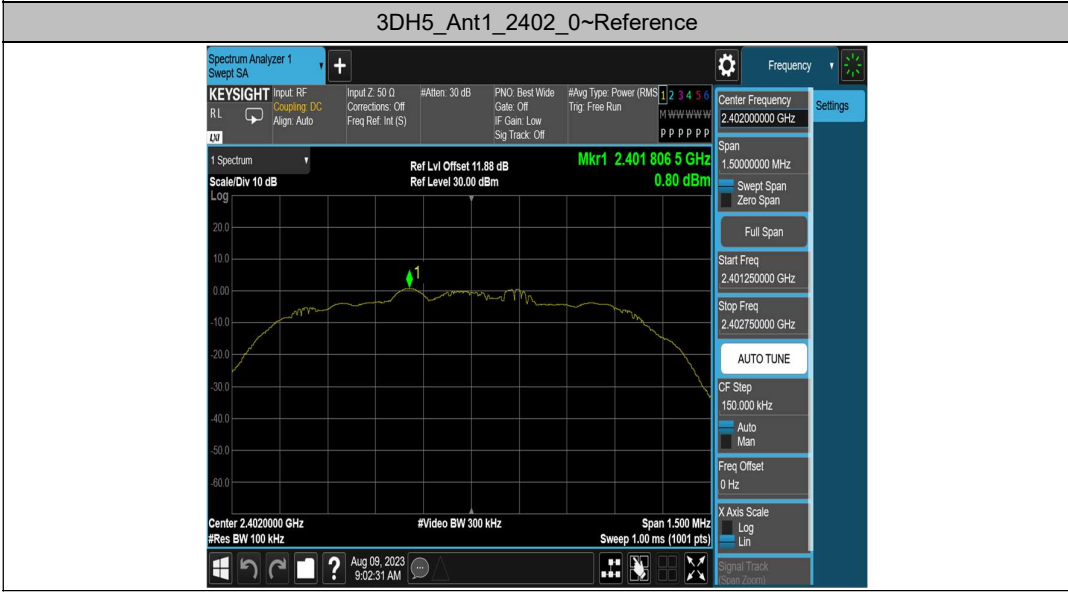 3DH5_Ant1_2402_0~Reference
Spectrum Analyzer 1
Swept SA
+
Frequency
KEYSIGHT
RL
LXI
Input: RF
Coupling: DC
Align: Auto
Input Z: 50 Ω
Corrections: Off
Freq Ref: Int (S)
#Atten: 30 dB
PNO: Best Wide
Gate: Off
IF Gain: Low
Sig Track: Off
#Avg Type: Power (RMS
Trig: Free Run
1 2 3 4 5 6
M W W W W W
P P P P P P
1 Spectrum
Scale/Div 10 dB
Log
Ref Lvl Offset 11.88 dB
Ref Level 30.00 dBm
Mkr1 2.401 806 5 GHz
0.80 dBm
20.0
10.0
0.00
-10.0
-20.0
-30.0
-40.0
-50.0
-60.0
1
Center 2.4020000 GHz
#Res BW 100 kHz
#Video BW 300 kHz
Span 1.500 MHz
Sweep 1.00 ms (1001 pts)
?
Aug 09, 2023
9:02:31 AM
Center Frequency
2.402000000 GHz
Settings
Span
1.50000000 MHz
Swept Span
Zero Span
Full Span
Start Freq
2.401250000 GHz
Stop Freq
2.402750000 GHz
AUTO TUNE
CF Step
150.000 kHz
Auto
Man
Freq Offset
0 Hz
X Axis Scale
Log
Lin
Signal Track
(Span Zoom)